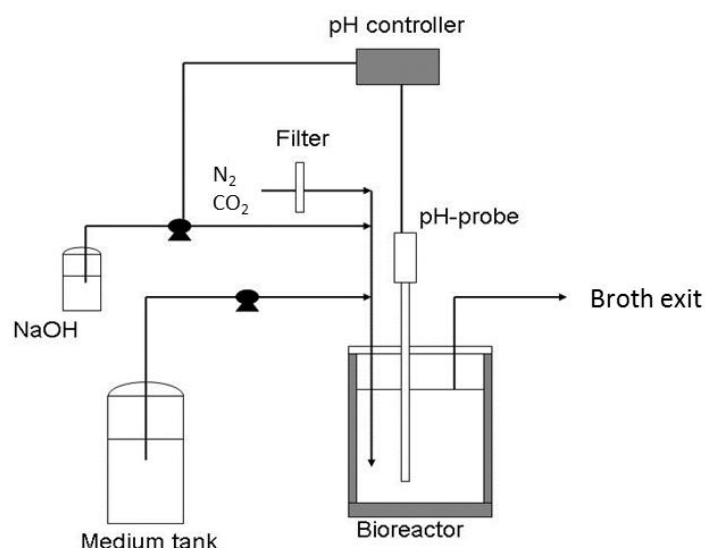 pH controller
Filter
N₂
CO₂
pH-probe
NaOH
Broth exit
Medium tank
Bioreactor